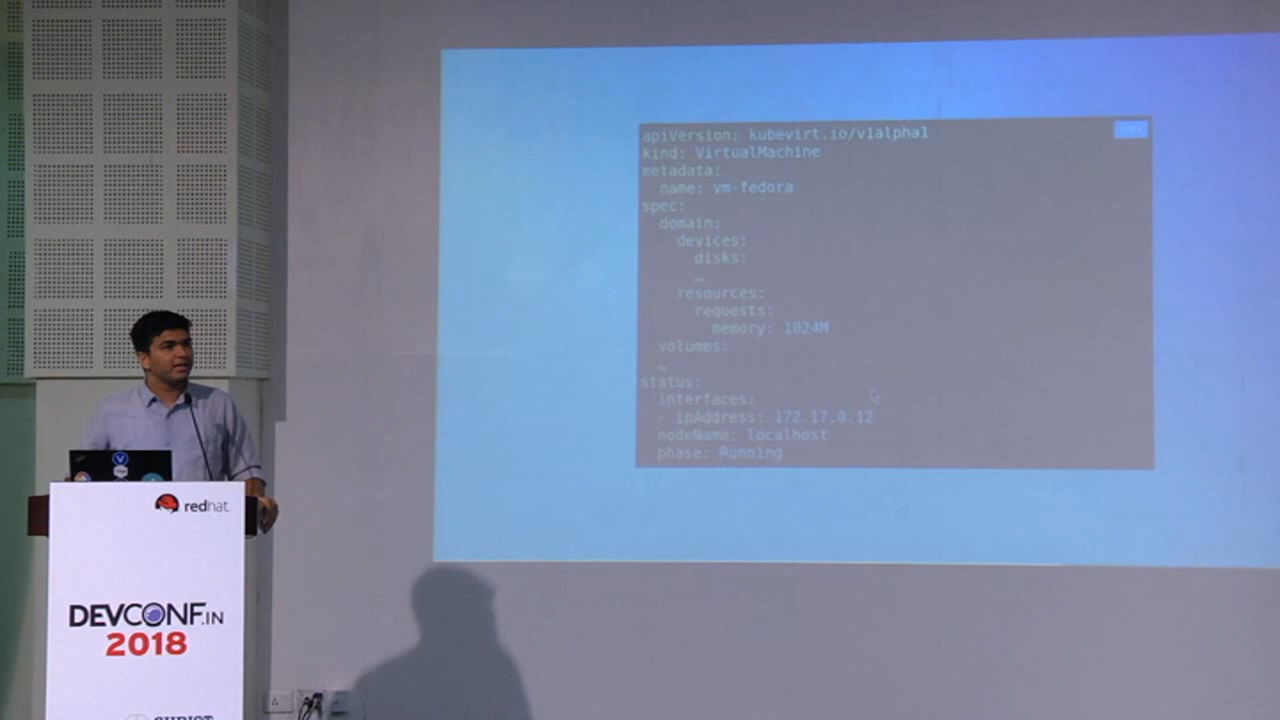 apiVersion: kubevirt.io/v1alpha1
kind: VirtualMachine
metadata:
name: vm-fedora
spec:
domain:
devices:
disks:
…
resources:
requests:
memory: 1024M
volumes:
…
status:
interfaces:
- ipAddress: 172.17.0.12
nodeName: localhost
phase: Running
redhat
DEVCONF.IN
2018
CHRIST